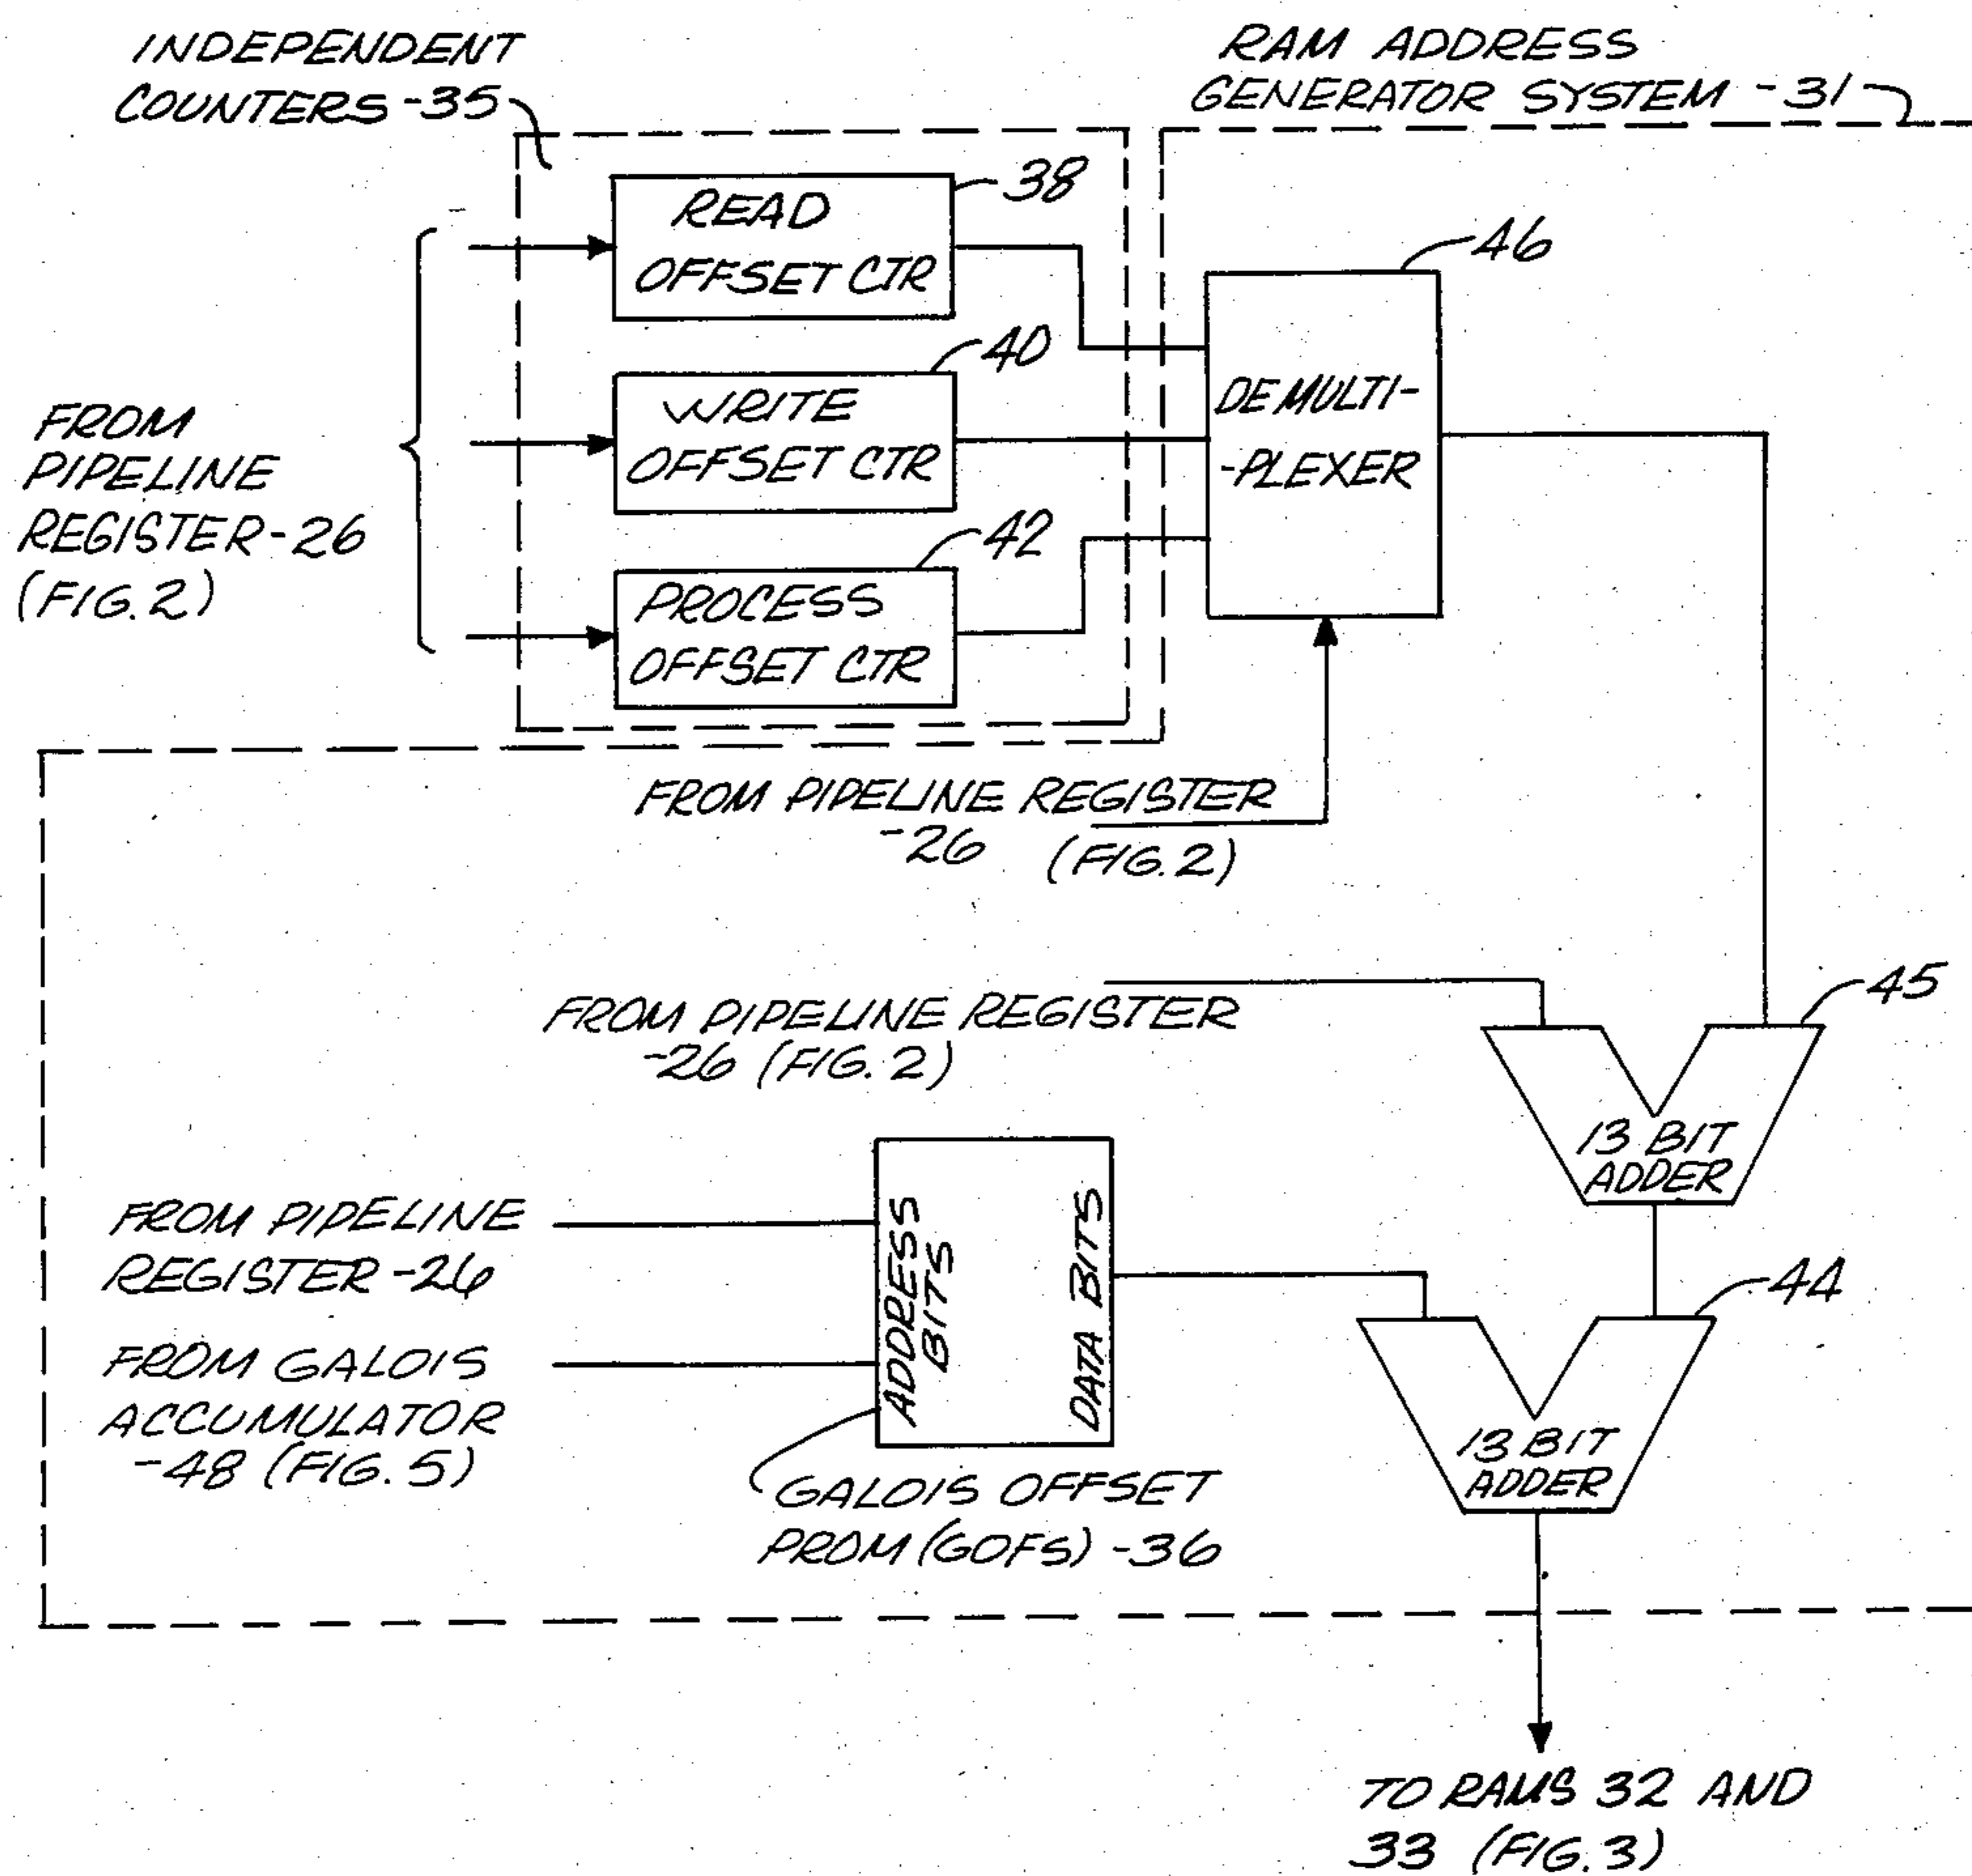 INDEPENDENT
COUNTERS-35
RAM ADDRESS
GENERATOR SYSTEM -31
38
READ
OFFSET CTR
46
40
WRITE
OFFSET CTR
DEMULTI-
-PLEXER
FROM
PIPELINE
REGISTER-26
(FIG.2)
42
PROCESS
OFFSET CTR
FROM PIPELINE REGISTER
-26 (FIG.2)
45
FROM PIPELINE REGISTER
-26 (FIG.2)
13 BIT
ADDER
FROM PIPELINE
REGISTER-26
ADDRESS
BITS
DATA BITS
44
FROM GALOIS
ACCUMULATOR
-48 (FIG.5)
13 BIT
ADDER
GALOIS OFFSET
PROM(GOFS)-36
TO RAMS 32 AND
33 (FIG.3)